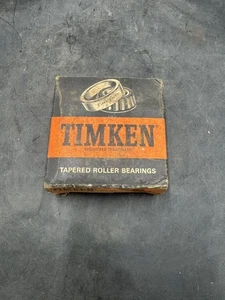 TIMKEN
TAPERED ROLLER BEARINGS